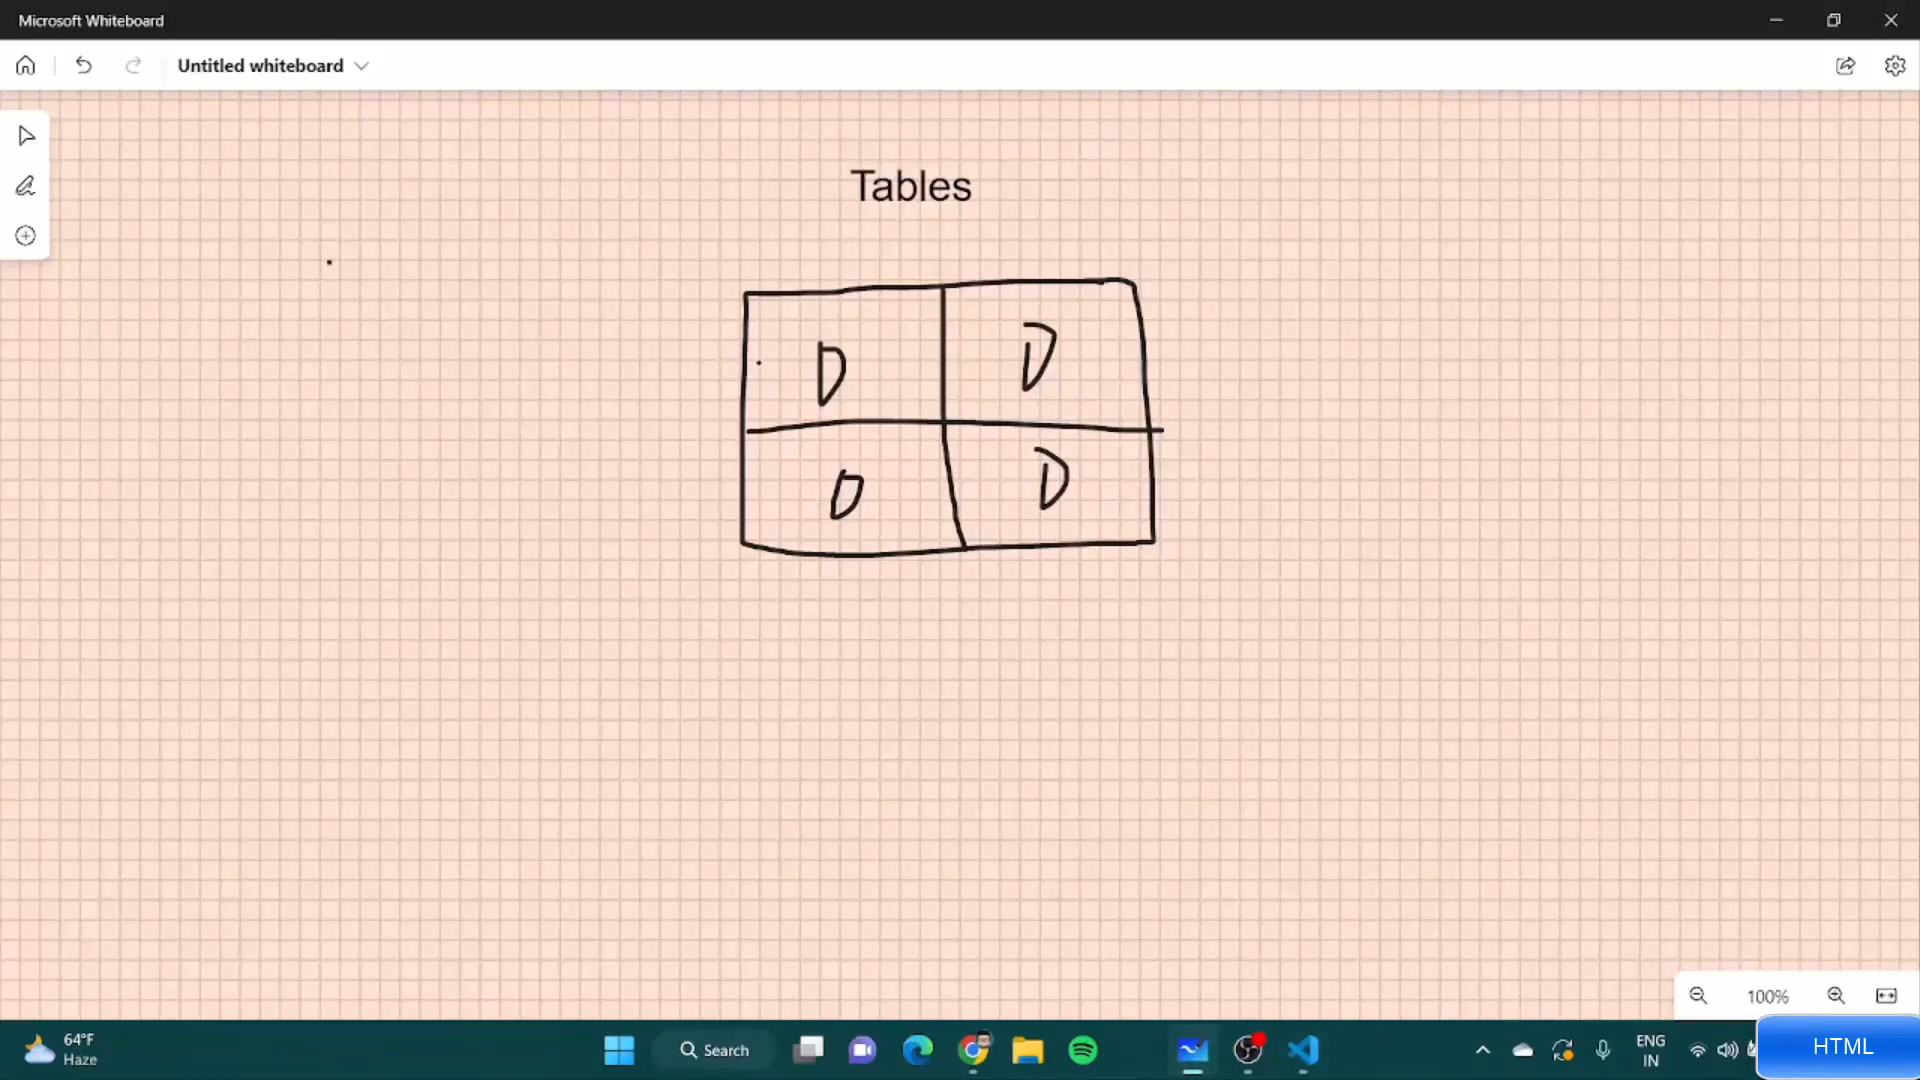 Microsoft Whiteboard
Untitled whiteboard
Tables
D D
D D
100%
64°F
Haze
Search
ENG
IN
HTML